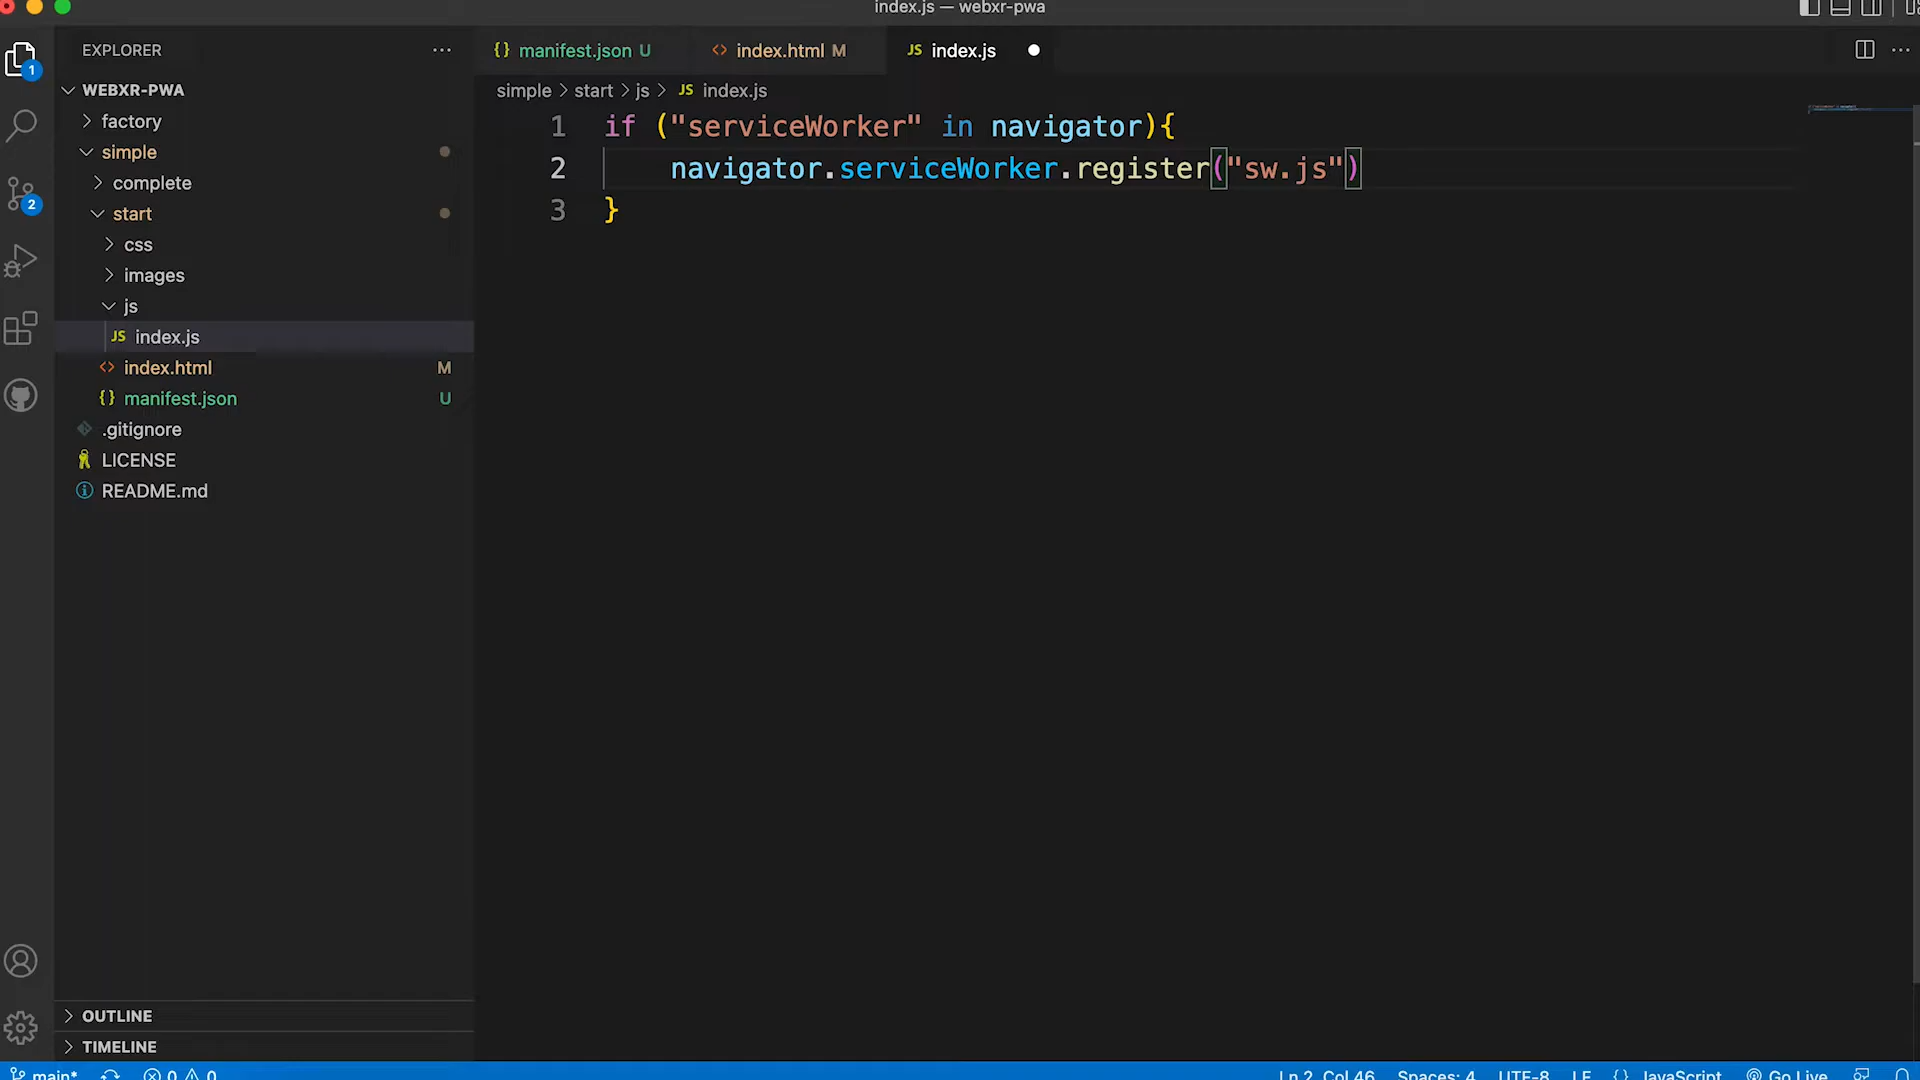 index.js — webxr-pwa
EXPLORER
{} manifest.json U
<> index.html M
JS index.js
1
WEBXR-PWA
simple > start > js > JS index.js
factory
simple
complete
2
start
css
images
js
JS index.js
<> index.html M
{} manifest.json U
.gitignore
LICENSE
README.md
1 if ("serviceWorker" in navigator){
2     navigator.serviceWorker.register("sw.js")
3 }
OUTLINE
TIMELINE
main* 0 0 Ln 2, Col 46 Spaces: 4 UTF-8 LF {} JavaScript Go Live